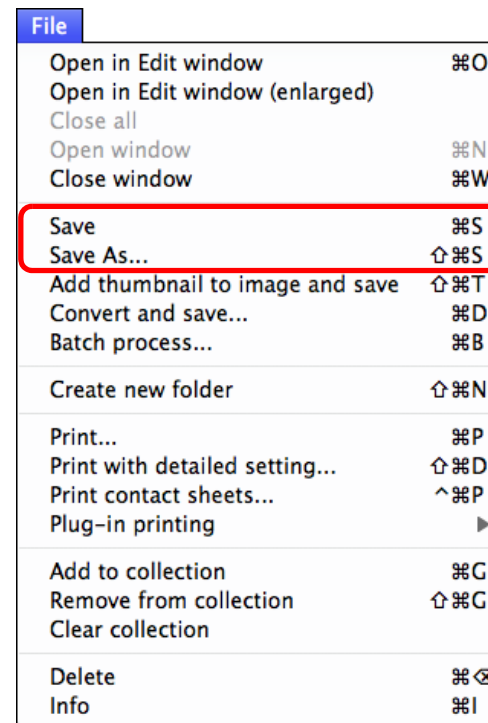 File
Open in Edit window ⌘O
Open in Edit window (enlarged)
Close all
Open window ⌘N
Close window ⌘W
Save ⌘S
Save As... ⇧⌘S
Add thumbnail to image and save ⇧⌘T
Convert and save... ⌘D
Batch process... ⌘B
Create new folder ⇧⌘N
Print... ⌘P
Print with detailed setting... ⇧⌘D
Print contact sheets... ^⌘P
Plug-in printing ▶
Add to collection ⌘G
Remove from collection ⇧⌘G
Clear collection
Delete ⌘⌫
Info ⌘I